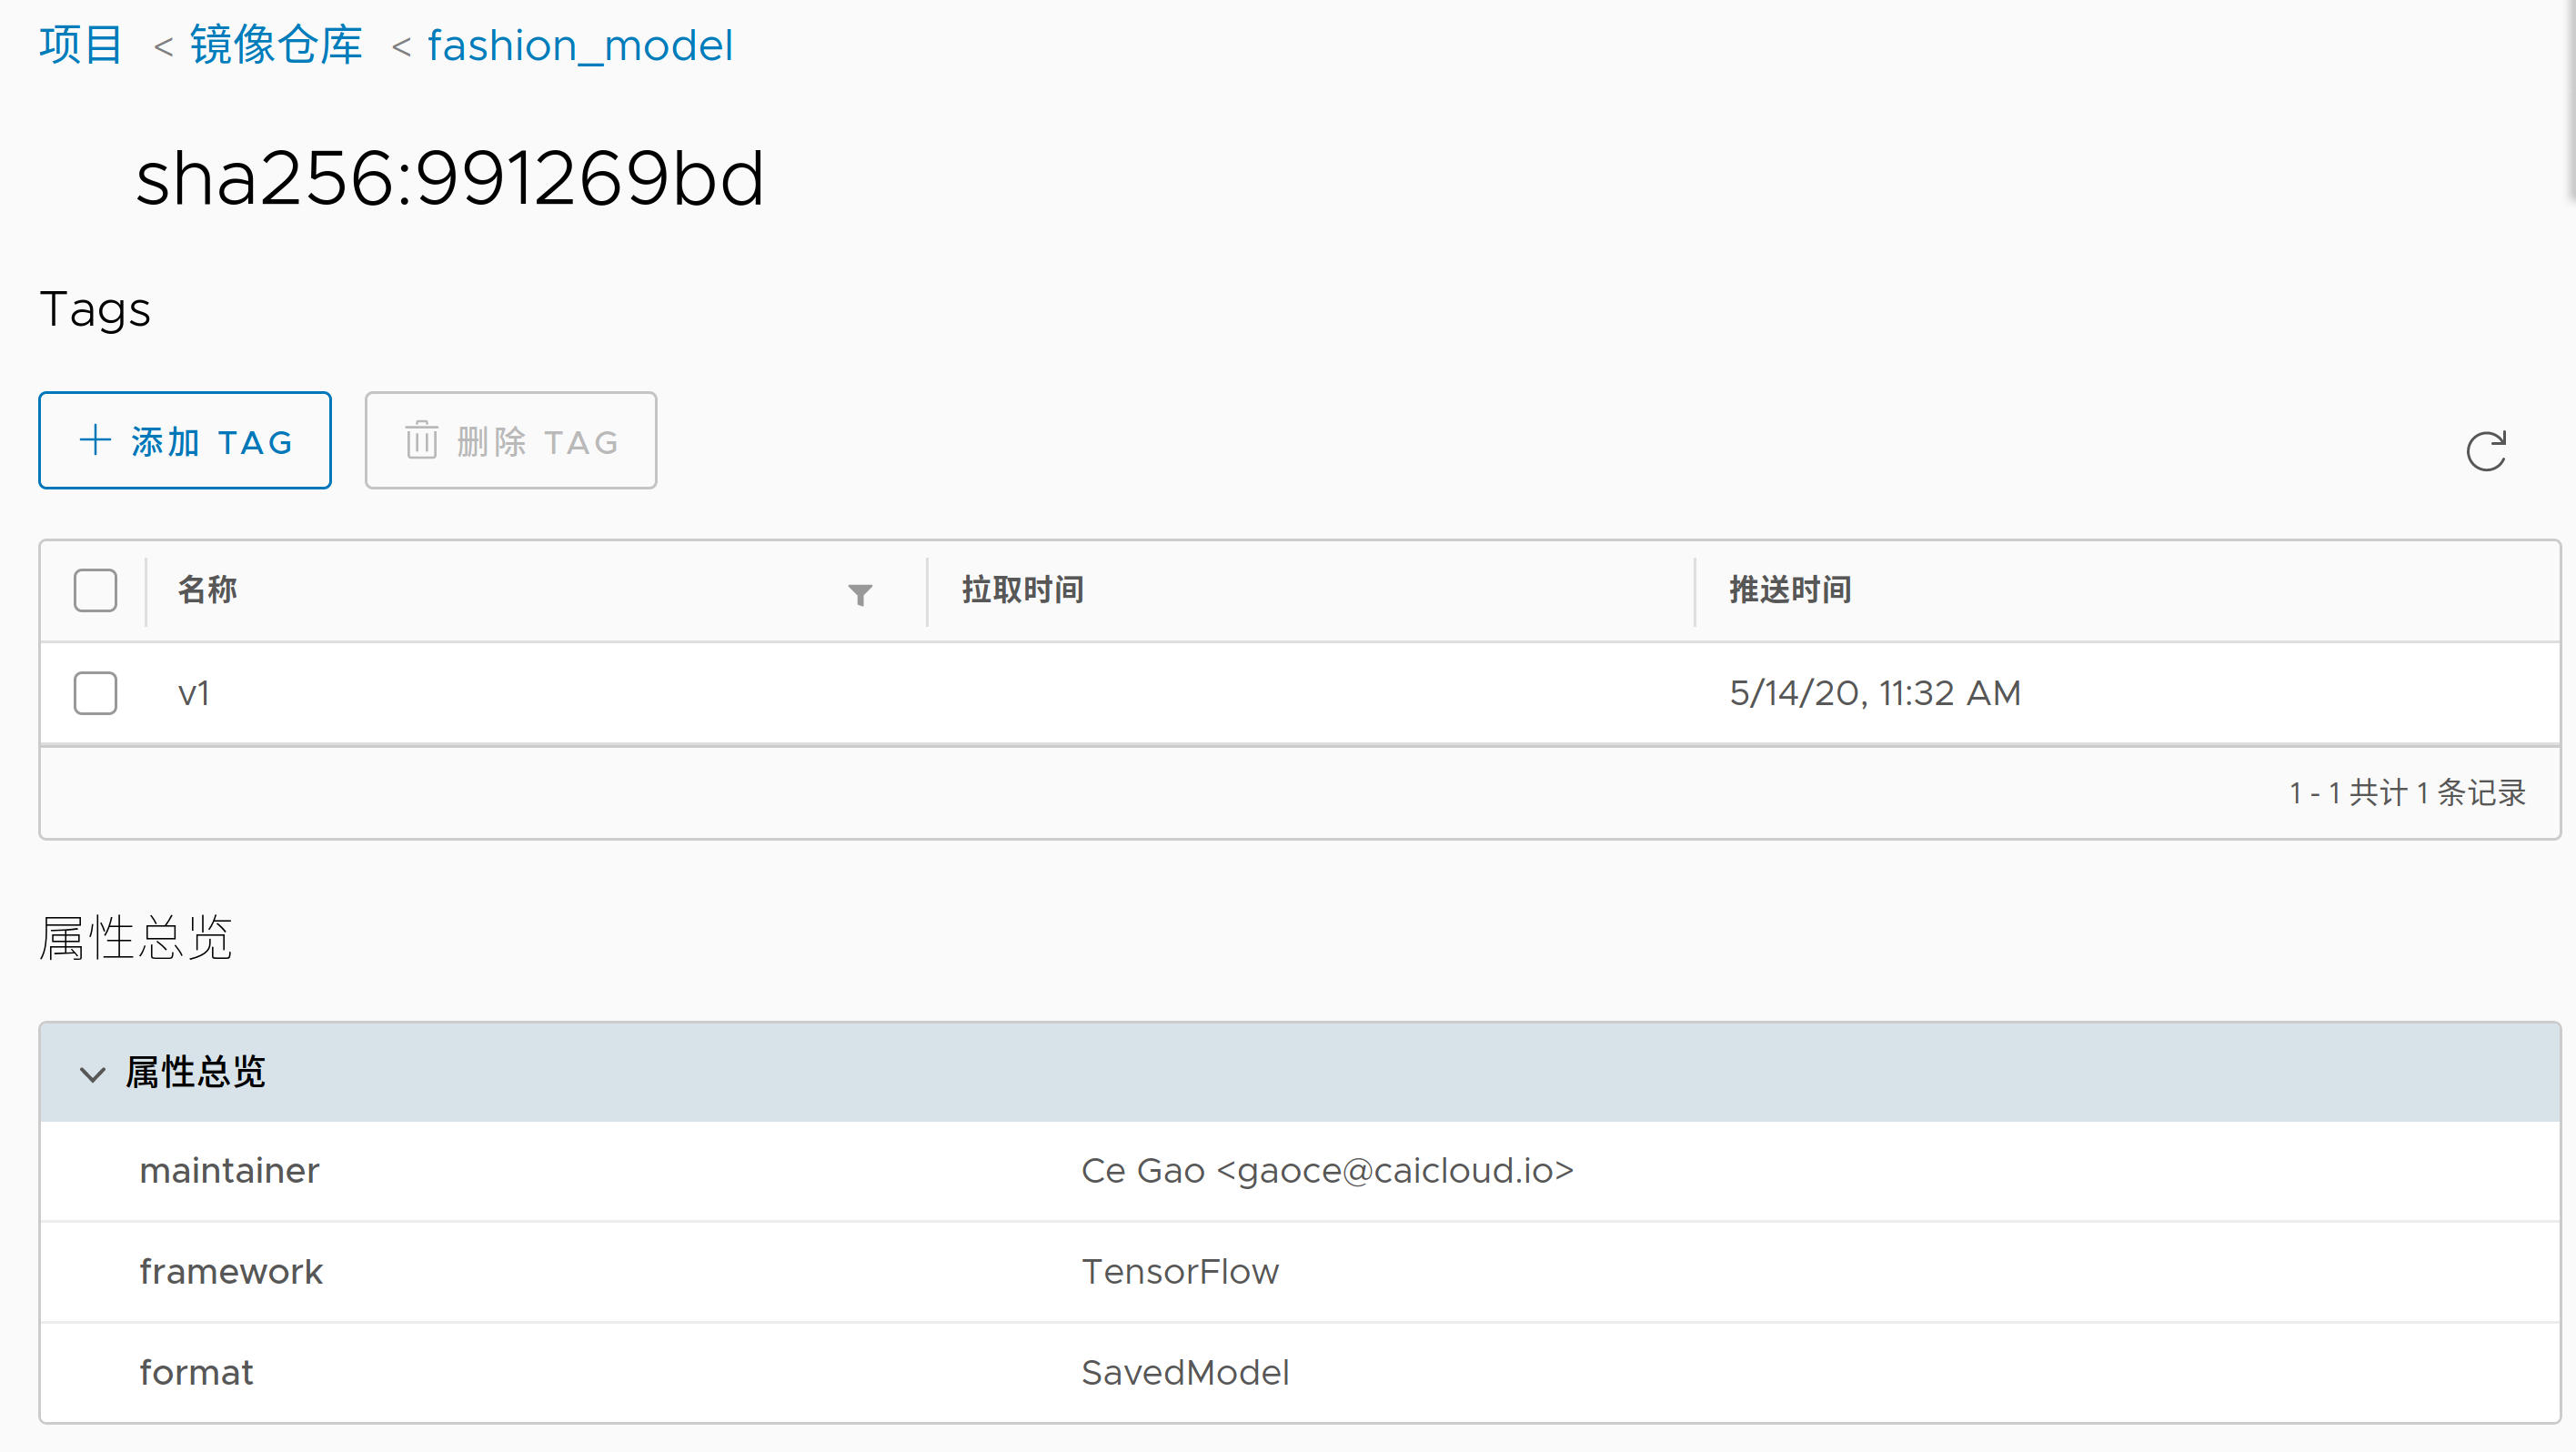 项目 < 镜像仓库 < fashion_model
sha256:991269bd
Tags
添加 TAG 删除 TAG
名称 拉取时间 推送时间
v1 5/14/20, 11:32 AM
1 - 1 共计 1 条记录
属性总览
属性总览
maintainer Ce Gao <gaoce@caicloud.io>
framework TensorFlow
format SavedModel